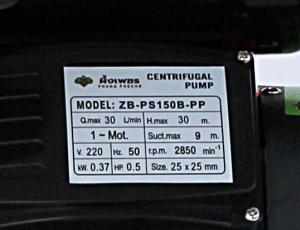 CENTRIFUGAL
PUMP
MODEL: ZB-PS150B-PP
Q.max 30 L/min H.max 30 m.
1 ~ Mot. Suct.max 9 m.
V. 220 Hz. 50 r.p.m. 2850 min⁻¹
kW. 0.37 HP. 0.5 Size. 25 x 25 mm